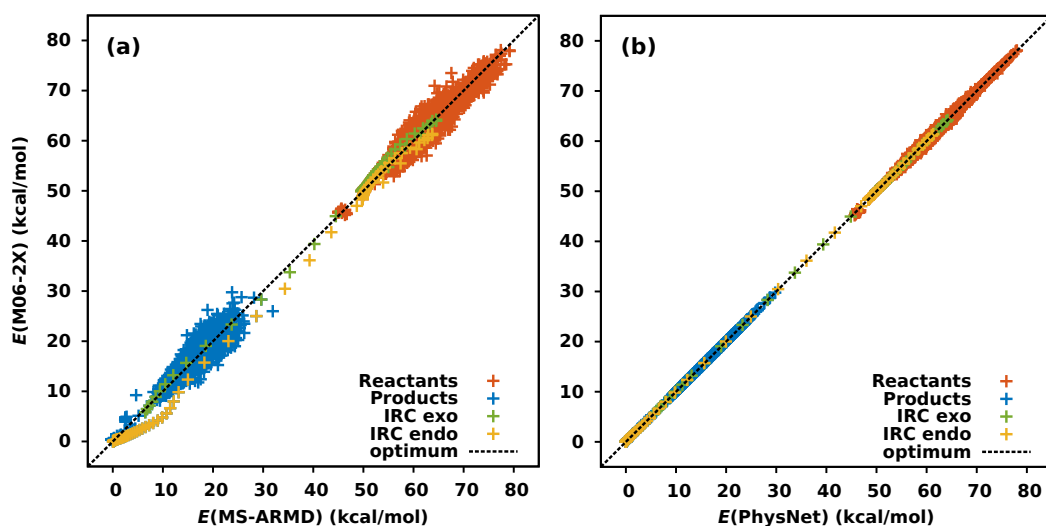 (a)
E(M06-2X) (kcal/mol)
80
70
60
50
40
30
20
10
0
Reactants
Products
IRC exo
IRC endo
optimum
0 10 20 30 40 50 60 70 80
E(MS-ARMD) (kcal/mol)
(b)
80
70
60
50
40
30
20
10
0
Reactants
Products
IRC exo
IRC endo
optimum
0 10 20 30 40 50 60 70 80
E(PhysNet) (kcal/mol)